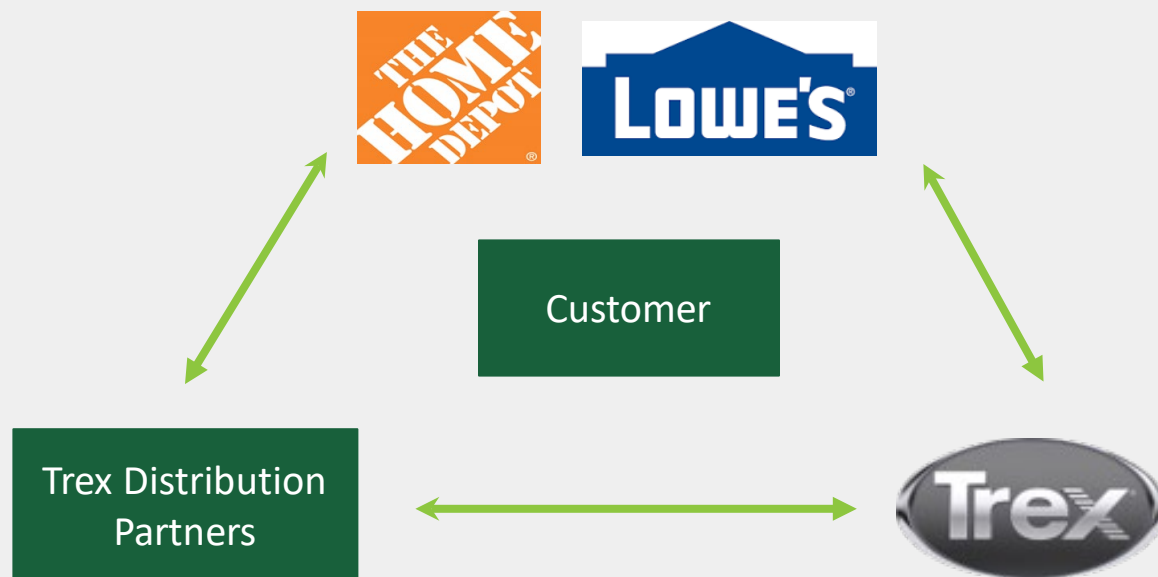 THE
HOME
DEPOT
®
LOWE'S®
Customer
Trex Distribution
Partners
Trex